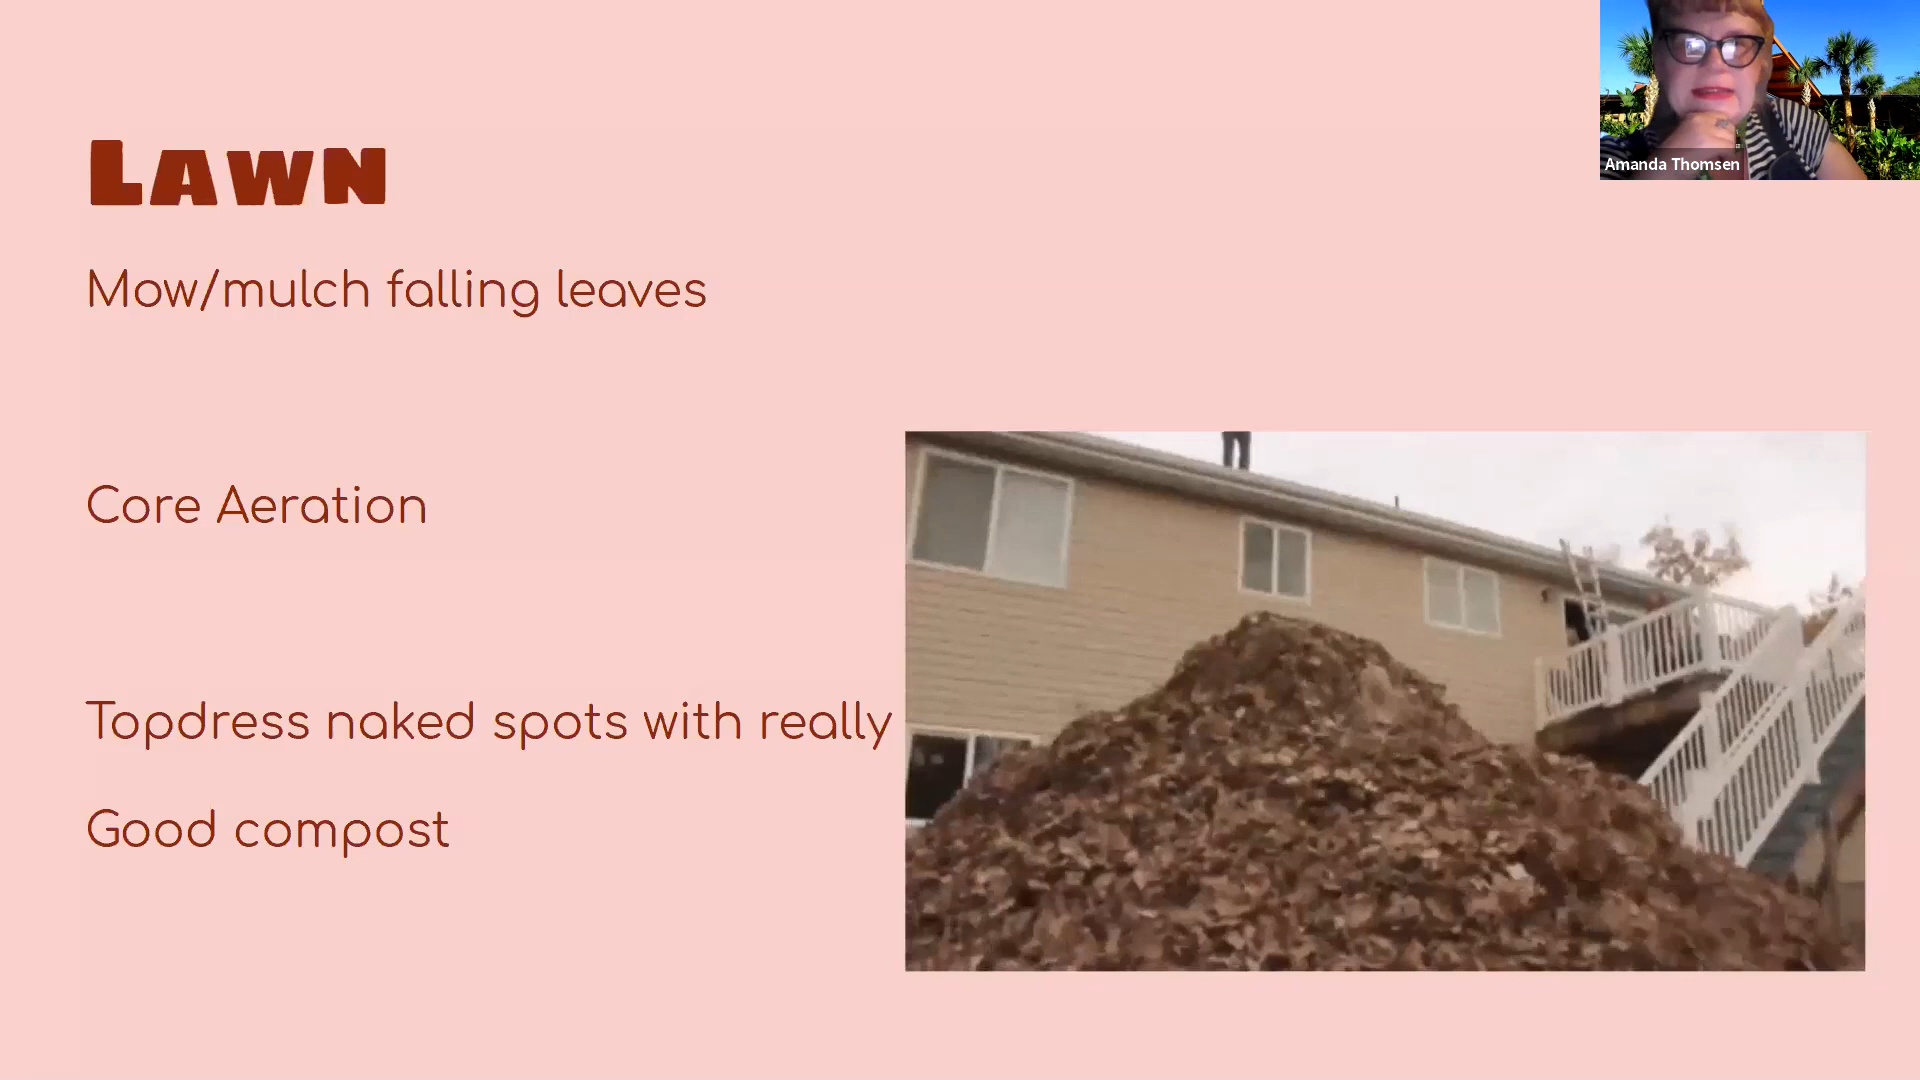 Lawn
Mow/mulch falling leaves
Core Aeration
Topdress naked spots with really
Good compost
Amanda Thomsen